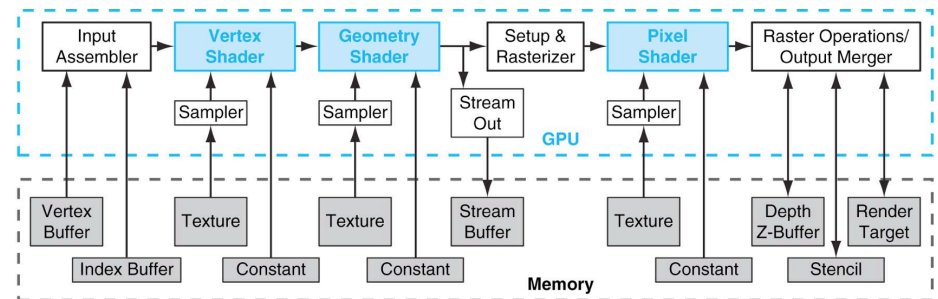 Input
Assembler
Vertex
Shader
Geometry
Shader
Setup &
Rasterizer
Pixel
Shader
Raster Operations/
Output Merger
Sampler
Sampler
Stream
Out
Sampler
GPU
Vertex
Buffer
Texture
Texture
Stream
Buffer
Texture
Depth
Z-Buffer
Render
Target
Index Buffer
Constant
Constant
Constant
Stencil
Memory